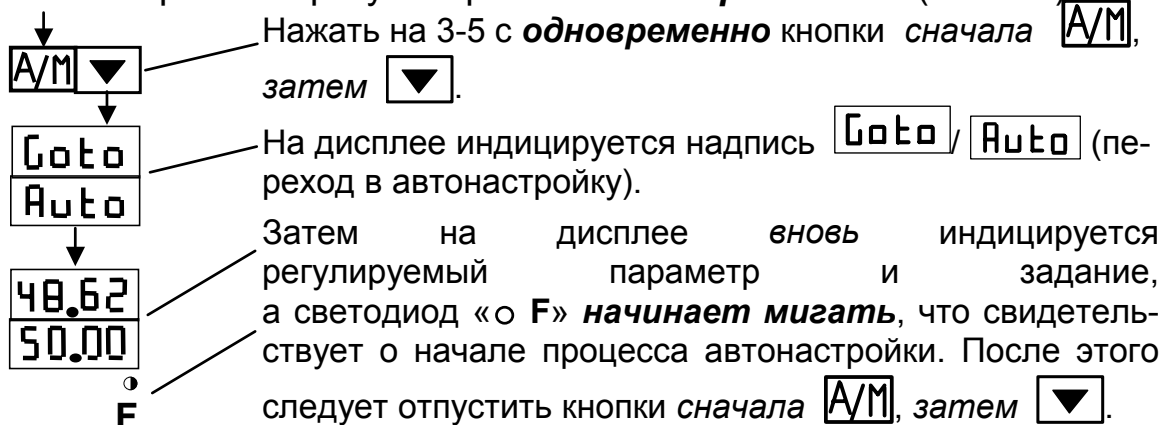 Нажать на 3-5 с одновременно кнопки сначала A/M,
A/M ▼
затем ▼.
Goto
На дисплее индицируется надпись Goto / Auto (пе-
Auto
реход в автонастройку).
Затем на дисплее вновь индицируется
48.62
регулируемый параметр и задание,
50.00
а светодиод «○ F» начинает мигать, что свидетель-
ствует о начале процесса автонастройки. После этого
F
следует отпустить кнопки сначала A/M, затем ▼.